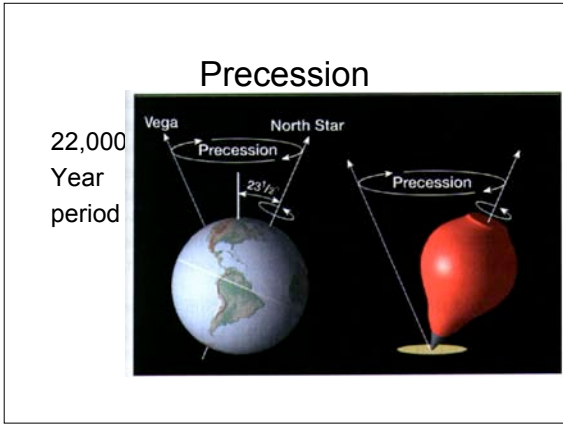 Precession
22,000
Year
period
Vega
North Star
Precession
23½°
Precession